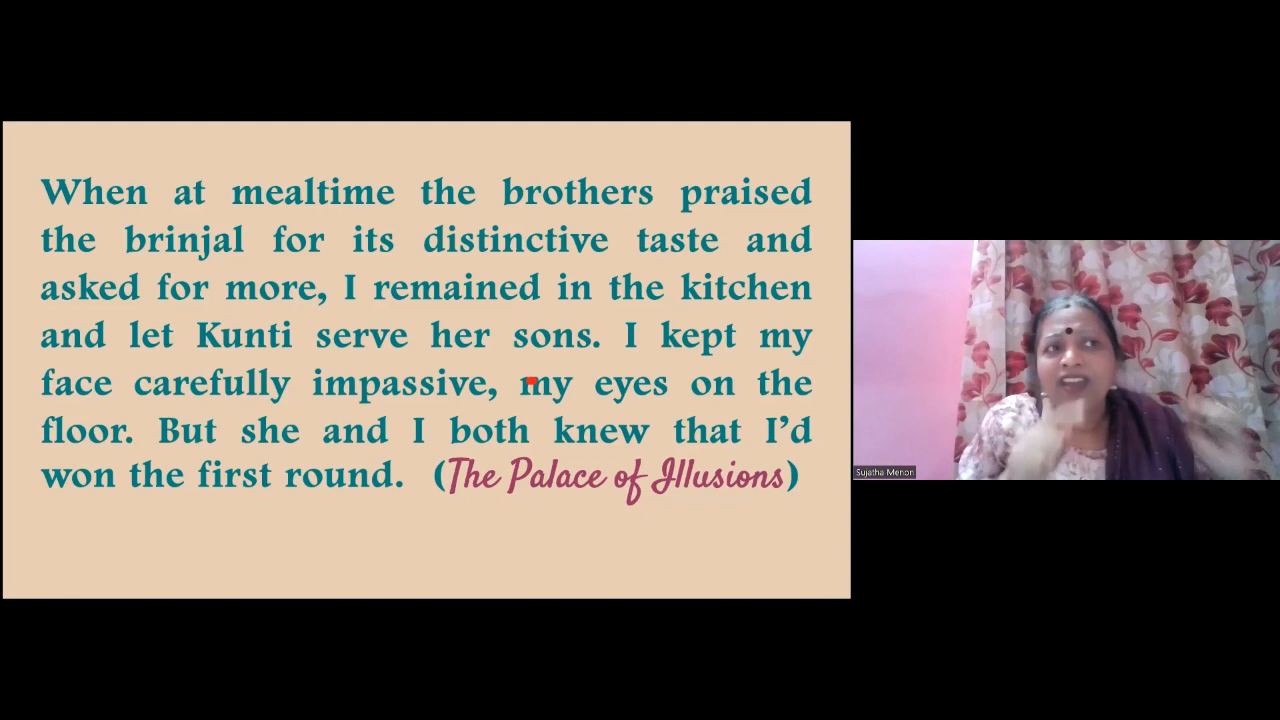 When at mealtime the brothers praised
the brinjal for its distinctive taste and
asked for more, I remained in the kitchen
and let Kunti serve her sons. I kept my
face carefully impassive, my eyes on the
floor. But she and I both knew that I’d
won the first round. (The Palace of Illusions)
Sujatha Menon